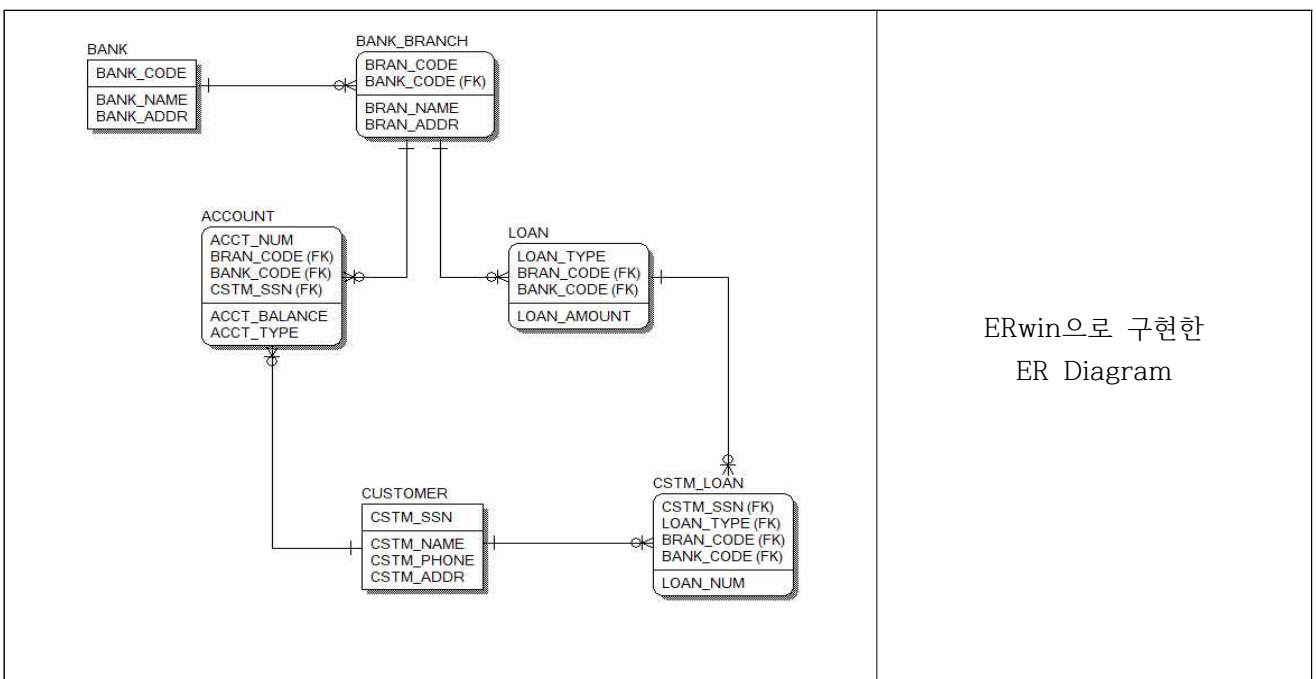 BANK
BANK_CODE
BANK_NAME
BANK_ADDR
BANK_BRANCH
BRAN_CODE
BANK_CODE (FK)
BRAN_NAME
BRAN_ADDR
ACCOUNT
ACCT_NUM
BRAN_CODE (FK)
BANK_CODE (FK)
CSTM_SSN (FK)
ACCT_BALANCE
ACCT_TYPE
LOAN
LOAN_TYPE
BRAN_CODE (FK)
BANK_CODE (FK)
LOAN_AMOUNT
CUSTOMER
CSTM_SSN
CSTM_NAME
CSTM_PHONE
CSTM_ADDR
CSTM_LOAN
CSTM_SSN (FK)
LOAN_TYPE (FK)
BRAN_CODE (FK)
BANK_CODE (FK)
LOAN_NUM
ERwin으로 구현한
ER Diagram